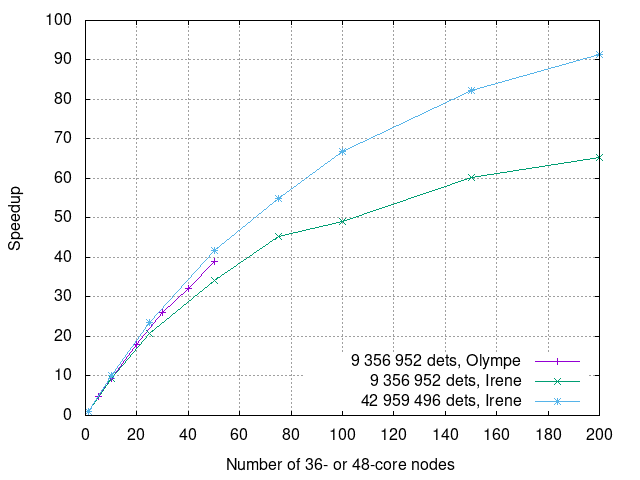 100
90
80
70
60
50
40
30
20
10
0
Speedup
9 356 952 dets, Olympe
9 356 952 dets, Irene
42 959 496 dets, Irene
0 20 40 60 80 100 120 140 160 180 200
Number of 36- or 48-core nodes